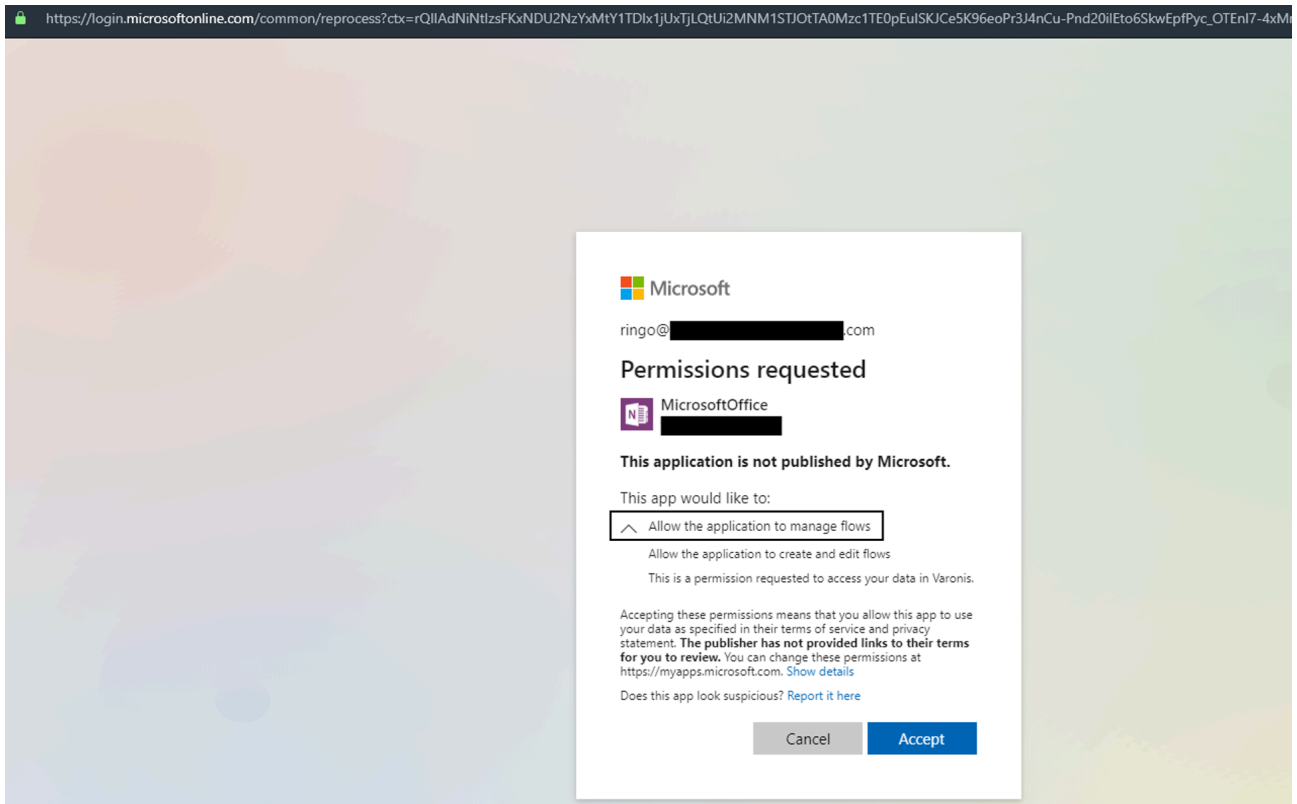 https://login.microsoftonline.com/common/reprocess?ctx=rQIIAdNiNtIzsFKxNDU2NzYxMtY1TDIx1jUxTjLQtUi2MNM1STJOtTA0Mzc1TE0pEuISKJCe5K96eoPr3J4nCu-Pnd20ilEto6SkwEpfPyc_OTEnI7-4xMr
Microsoft
ringo@
.com
Permissions requested
MicrosoftOffice
This application is not published by Microsoft.
This app would like to:
Allow the application to manage flows
Allow the application to create and edit flows
This is a permission requested to access your data in Varonis.
Accepting these permissions means that you allow this app to use
your data as specified in their terms of service and privacy
statement. The publisher has not provided links to their terms
for you to review. You can change these permissions at
https://myapps.microsoft.com. Show details
Does this app look suspicious? Report it here
Cancel
Accept